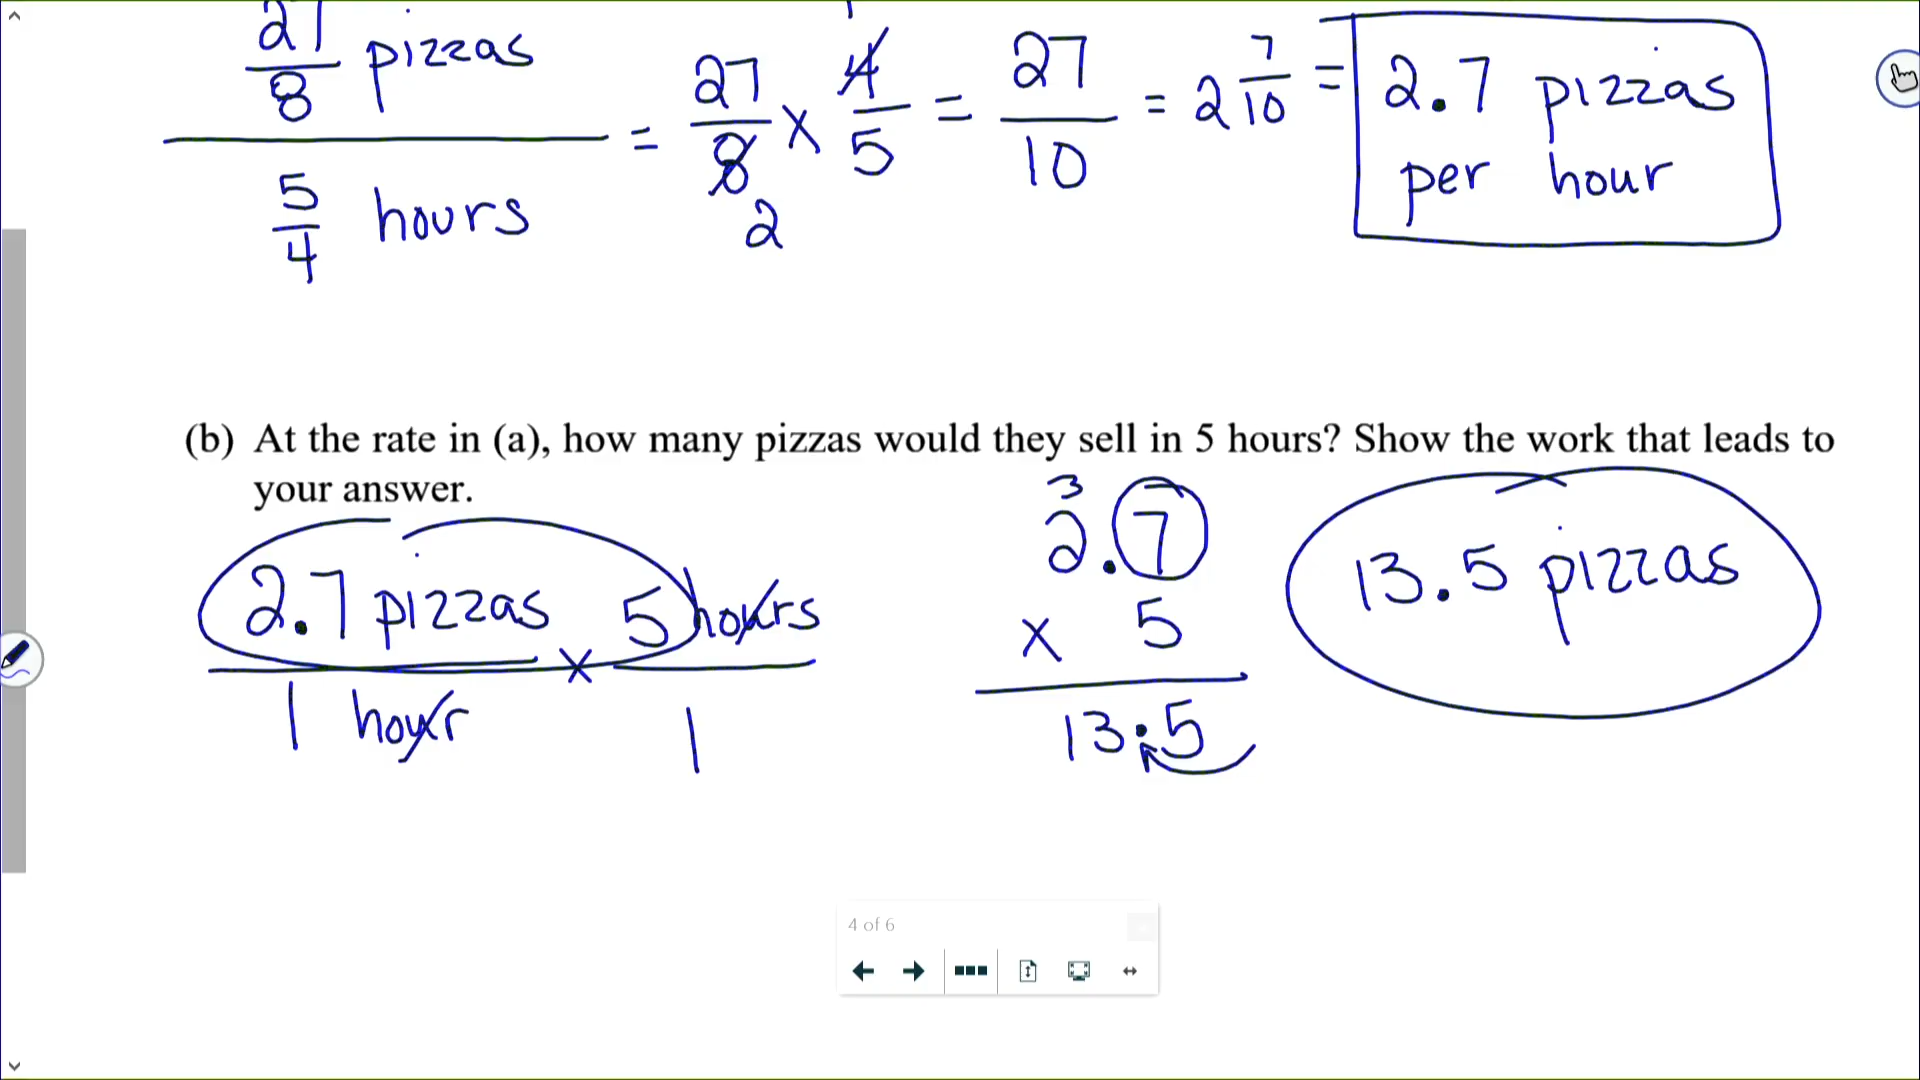 27/8 pizzas / 5/4 hours = 27/8 x 4/5 = 27/10 = 2 7/10 = 2.7 pizzas per hour
1
2
(b) At the rate in (a), how many pizzas would they sell in 5 hours? Show the work that leads to
your answer.
2.7 pizzas / 1 hour x 5 hours / 1
3
2.7
x 5
13.5
13.5 pizzas
4 of 6